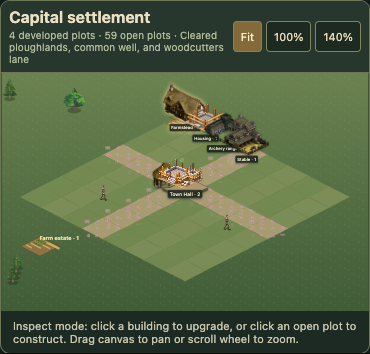 Capital settlement
4 developed plots · 59 open plots · Cleared
ploughlands, common well, and woodcutters
lane
Fit
100%
140%
Farmstead
Housing · 1
Archery
Stable · 1
Town Hall · 2
Farm estate · 1
Inspect mode: click a building to upgrade, or click an open plot to
construct. Drag canvas to pan or scroll wheel to zoom.